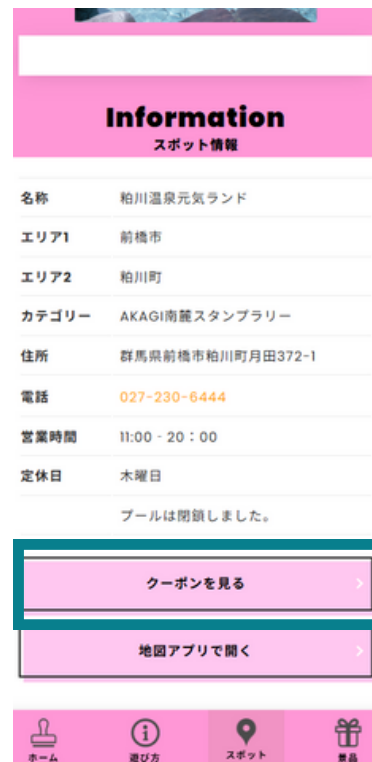 Information
スポット情報
名称 粕川温泉元気ランド
エリア1 前橋市
エリア2 粕川町
カテゴリー AKAGI南麓スタンプラリー
住所 群馬県前橋市粕川町月田372-1
電話 027-230-6444
営業時間 11:00 - 20：00
定休日 木曜日
プールは閉鎖しました。
クーポンを見る
地図アプリで開く
ホーム 遊び方 スポット 景品